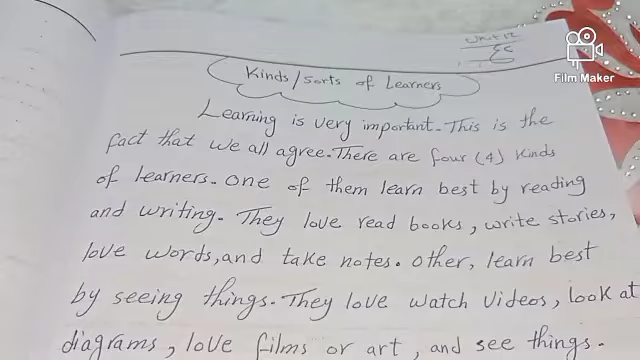 Unit 12
Film Maker
Kinds/Sorts of Learners
Learning is very important. This is the
fact that we all agree. There are four (4) kinds
of learners. One of them learn best by reading
and writing. They love read books, write stories,
love words, and take notes. Other, learn best
by seeing things. They love watch videos, look at
diagrams, love films or art, and see things.